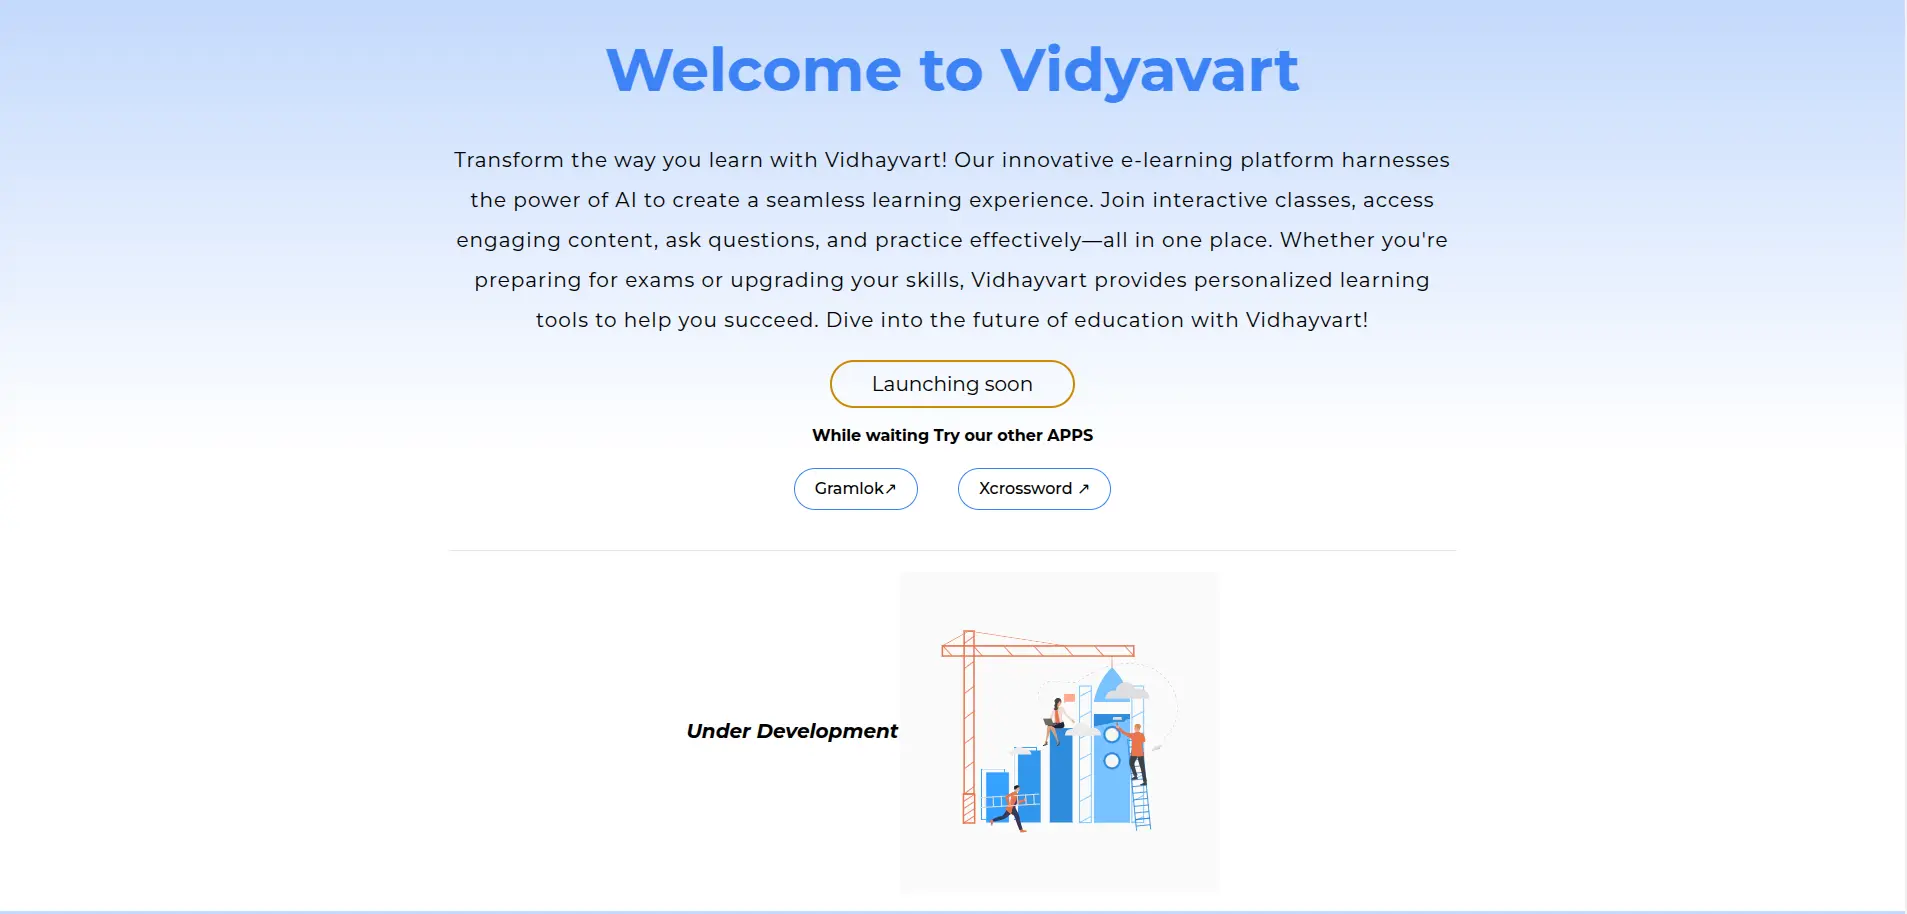 Welcome to Vidyavart
Transform the way you learn with Vidhayvart! Our innovative e-learning platform harnesses
the power of AI to create a seamless learning experience. Join interactive classes, access
engaging content, ask questions, and practice effectively—all in one place. Whether you're
preparing for exams or upgrading your skills, Vidhayvart provides personalized learning
tools to help you succeed. Dive into the future of education with Vidhayvart!
Launching soon
While waiting Try our other APPS
Gramlok↗ Xcrossword ↗
Under Development